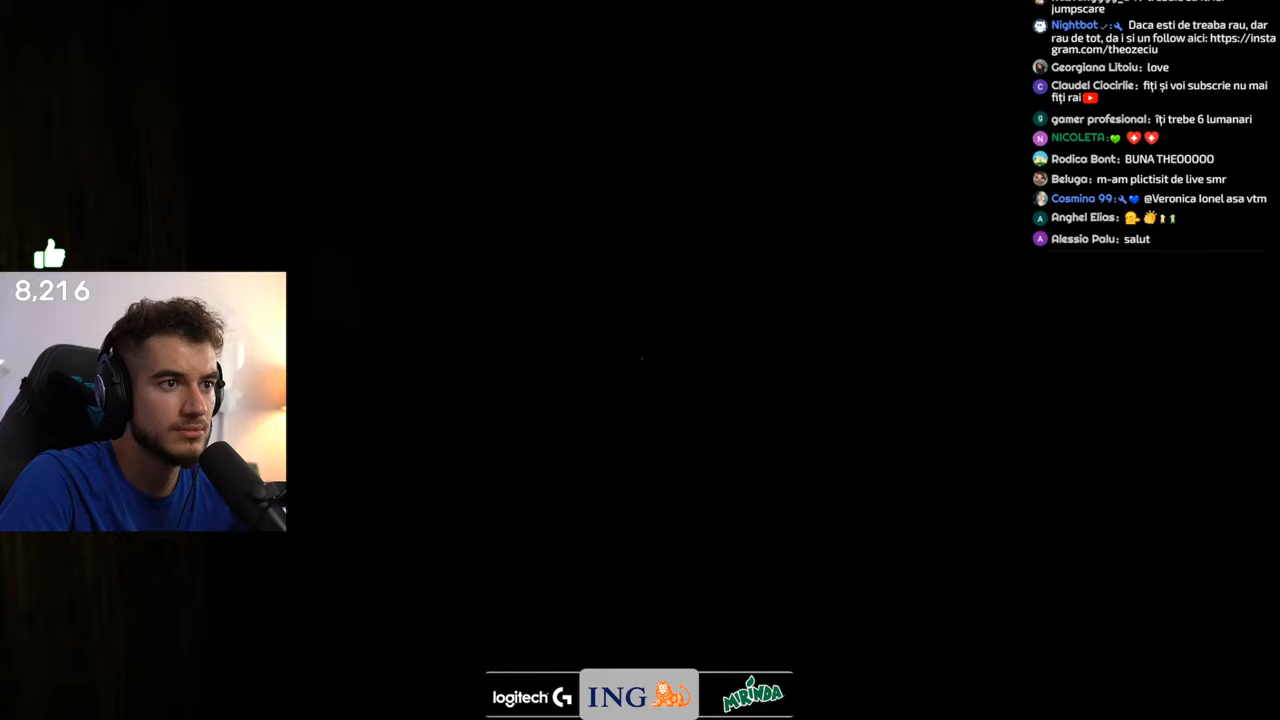 jumpscare
Nightbot: Daca esti de treaba rau, dar
rau de tot, da i si un follow aici: https://insta
gram.com/theozeciu
Georgiana Litoiu: love
Claudel Ciocirlie: fiți și voi subscrie nu mai
fiți rai
gamer profesional: îți trebe 6 lumanari
NICOLETA:
Rodica Bont: BUNA THEOOOOO
Beluga: m-am plictisit de live smr
Cosmina 99: @Veronica Ionel asa vtm
Anghel Elias:
Alessio Palu: salut
8,216
logitech G
ING
MIRINDA